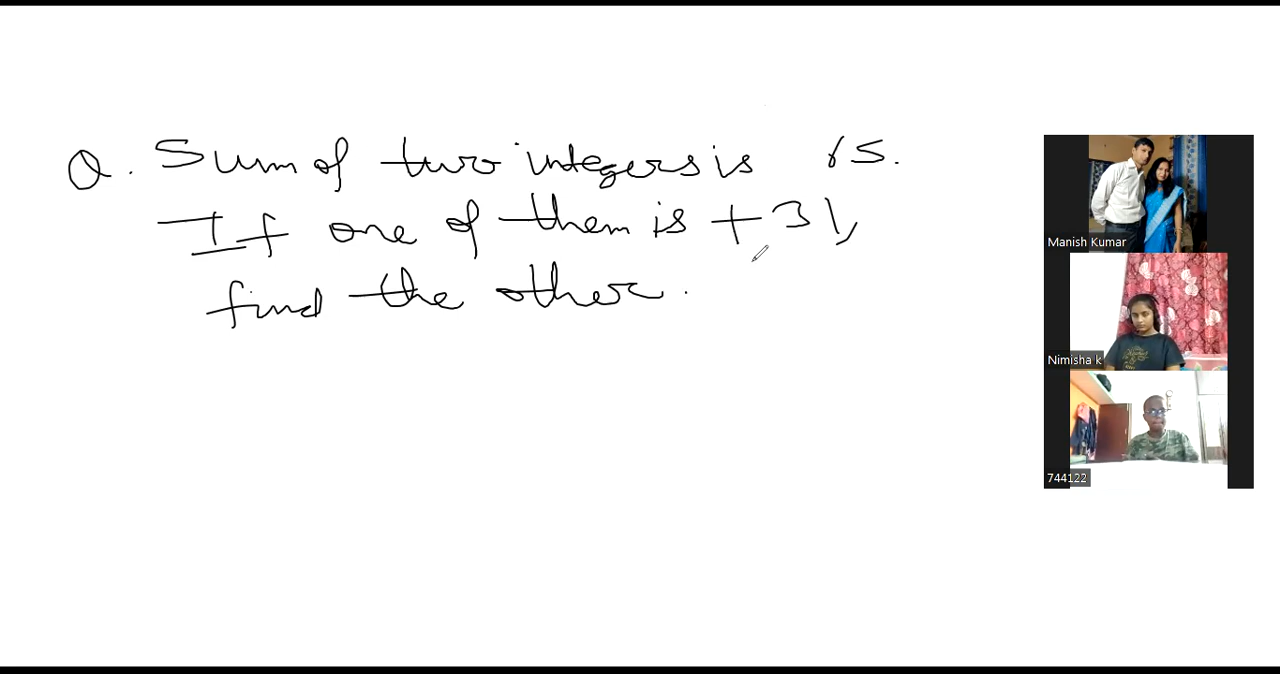 Q. Sum of two integers is 65.
If one of them is +31,
find the other.
Manish Kumar
Nimisha k
744122